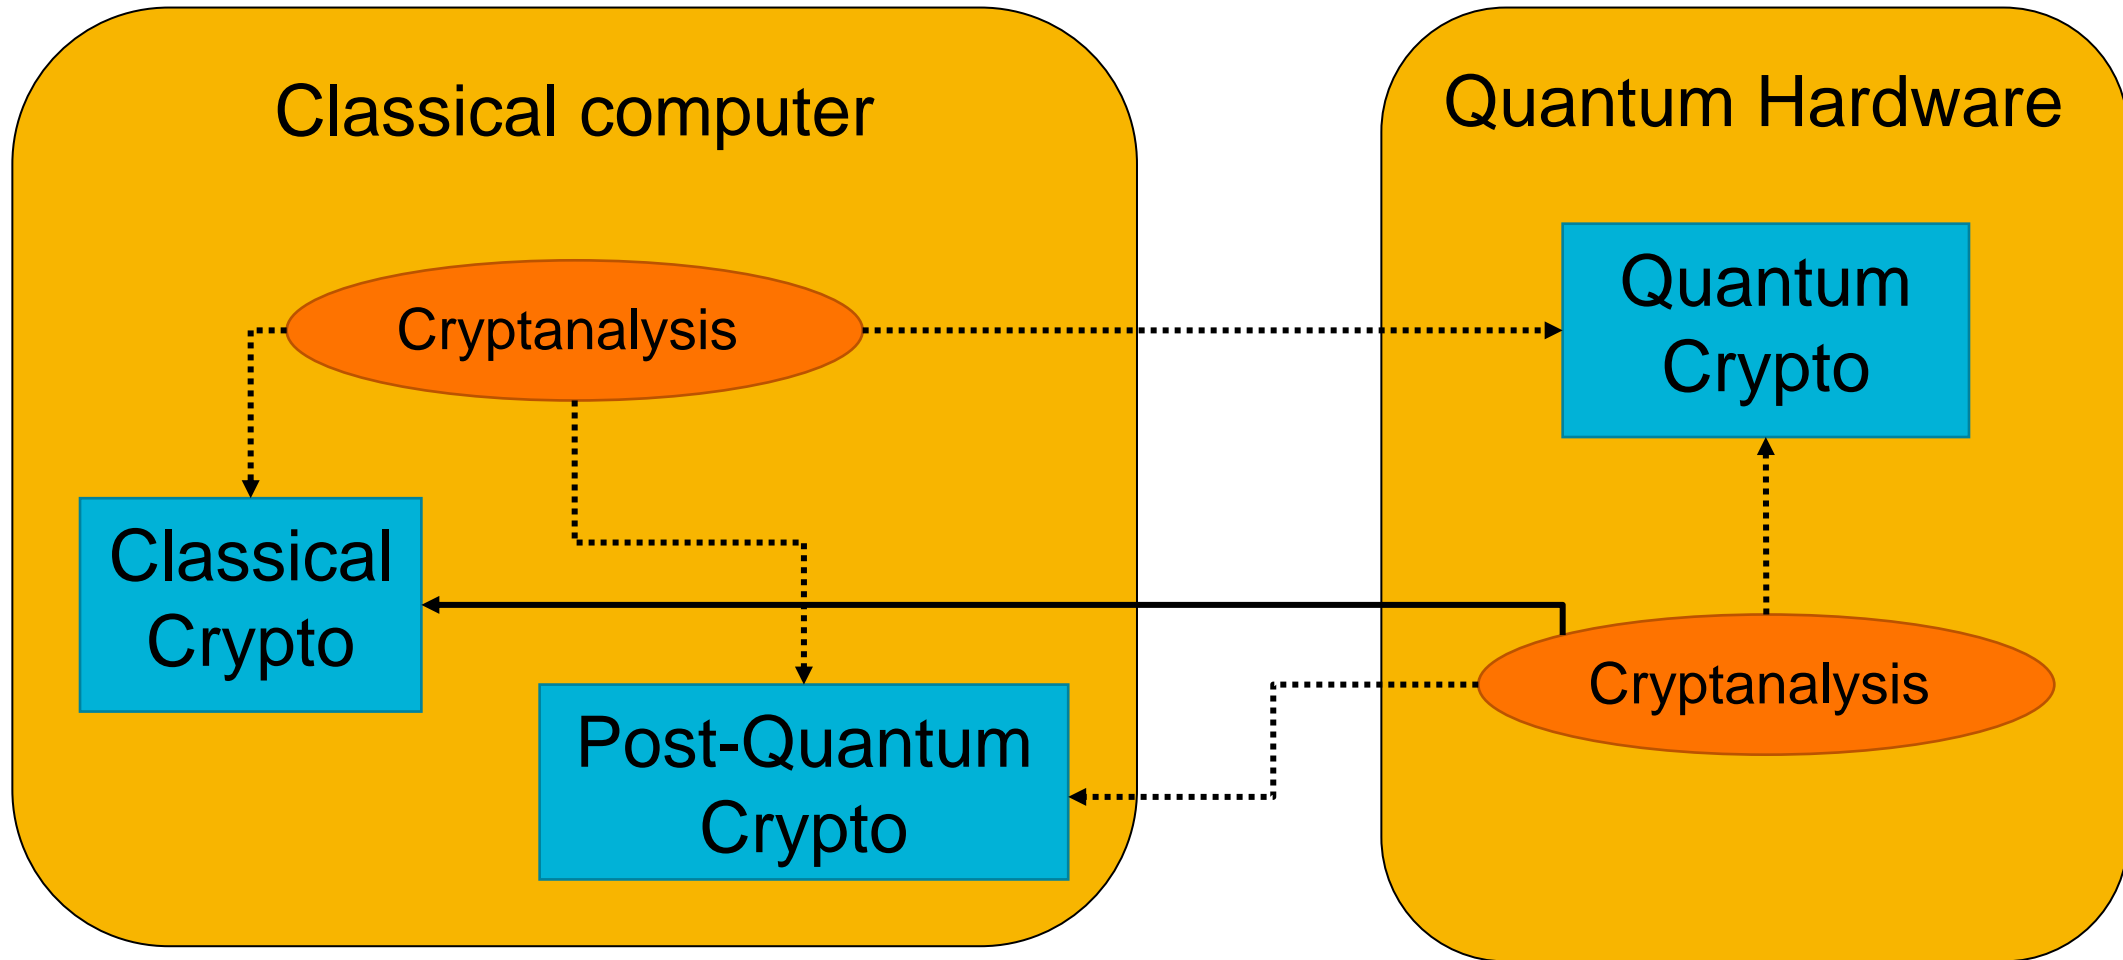 Classical computer
Cryptanalysis
Classical
Crypto
Post-Quantum
Crypto
Quantum Hardware
Quantum
Crypto
Cryptanalysis